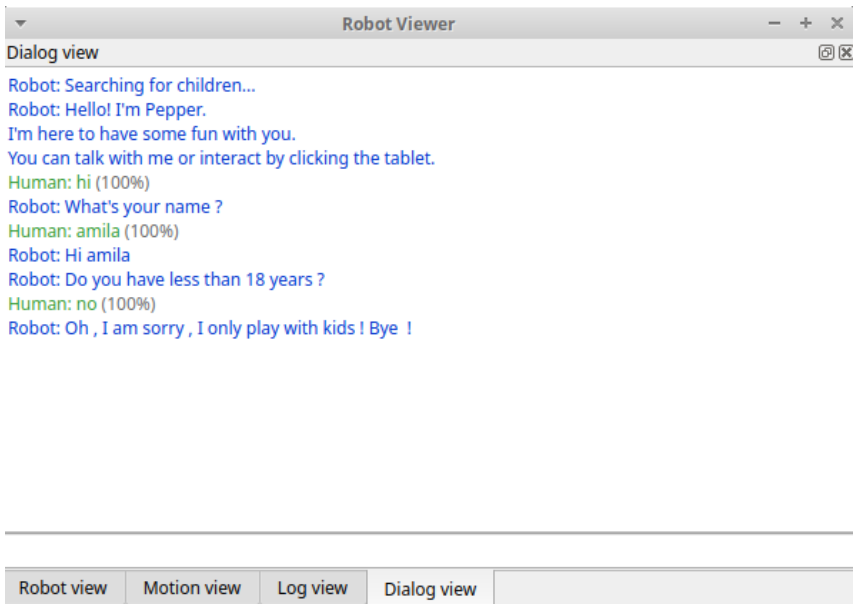 Robot Viewer
Dialog view
Robot: Searching for children...
Robot: Hello! I'm Pepper.
I'm here to have some fun with you.
You can talk with me or interact by clicking the tablet.
Human: hi (100%)
Robot: What's your name ?
Human: amila (100%)
Robot: Hi amila
Robot: Do you have less than 18 years ?
Human: no (100%)
Robot: Oh , I am sorry , I only play with kids ! Bye  !
Robot view Motion view Log view Dialog view